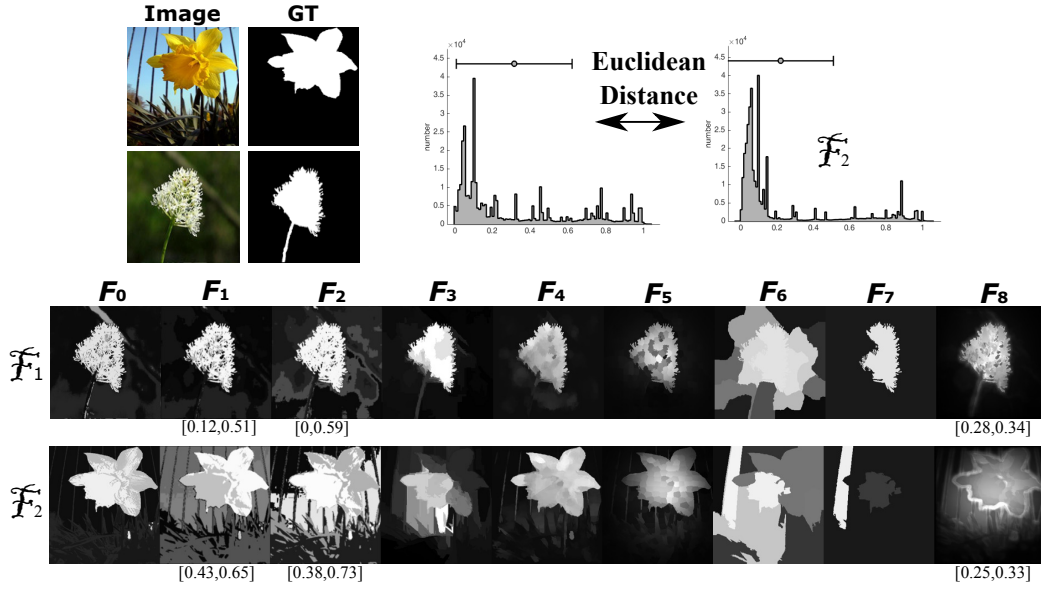 Image GT
×10⁴
4.5
4
3.5
3
2.5
2
1.5
1
0.5
0
number
0 0.2 0.4 0.6 0.8 1
Euclidean
Distance
×10⁴
4.5
4
3.5
3
2.5
2
1.5
1
0.5
0
number
0 0.2 0.4 0.6 0.8 1
ℱ₂
F₀ F₁ F₂ F₃ F₄ F₅ F₆ F₇ F₈
ℱ₁
[0.12,0.51] [0,0.59] [0.28,0.34]
ℱ₂
[0.43,0.65] [0.38,0.73] [0.25,0.33]